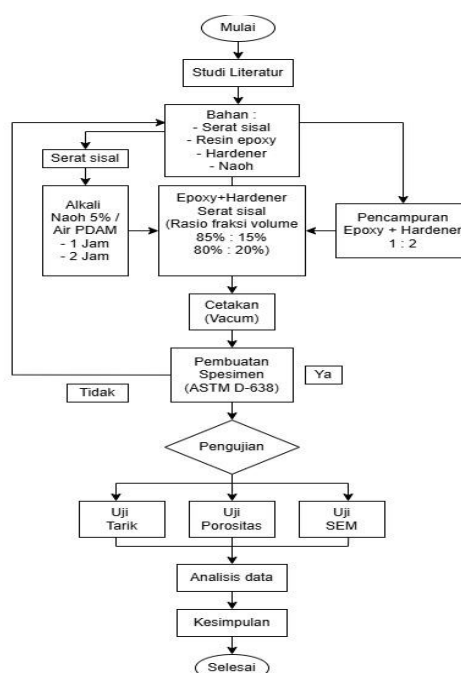 Mulai
Studi Literatur
Bahan :
- Serat sisal
- Resin epoxy
- Hardener
- Naoh
Serat sisal
Alkali
Naoh 5% /
Air PDAM
- 1 Jam
- 2 Jam
Epoxy+Hardener
Serat sisal
(Rasio fraksi volume
85% : 15%
80% : 20%)
Pencampuran
Epoxy + Hardener
1 : 2
Cetakan
(Vacum)
Pembuatan
Spesimen
(ASTM D-638)
Tidak
Ya
Pengujian
Uji
Tarik
Uji
Porositas
Uji
SEM
Analisis data
Kesimpulan
Selesai